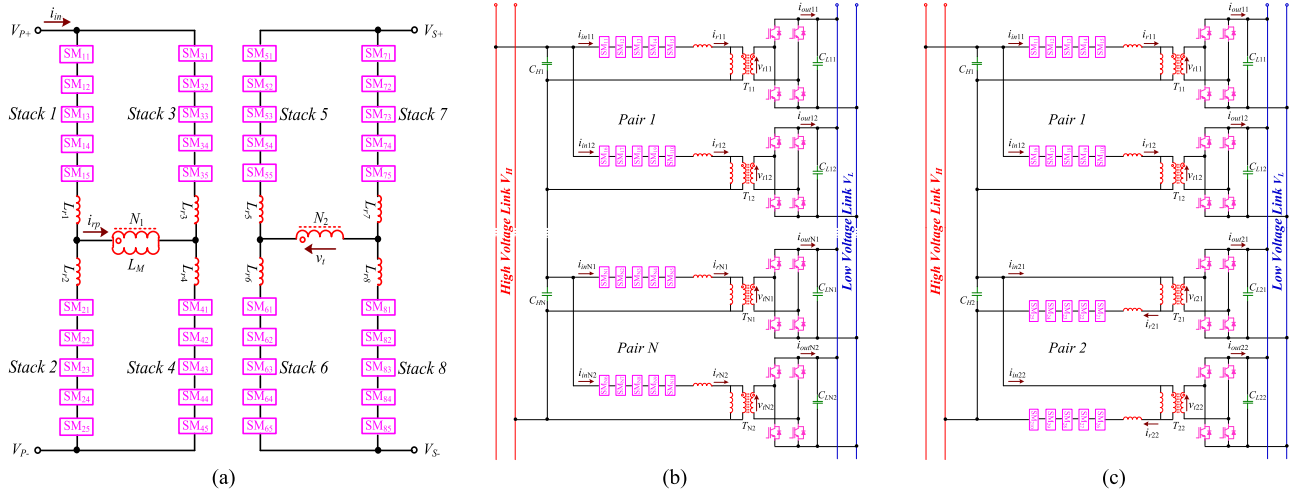 i_in
V_P+
V_S+
SM11 SM31 SM51 SM71
SM12 SM32 SM52 SM72
Stack 1 SM13 Stack 3 SM33 SM53 Stack 5 SM73 Stack 7
SM14 SM34 SM54 SM74
SM15 SM35 SM55 SM75
L_r1 L_r3 L_r5 L_r7
i_rp N1 N2
L_M v_t
L_r2 L_r4 L_r6 L_r8
SM21 SM41 SM61 SM81
SM22 SM42 SM62 SM82
Stack 2 SM23 Stack 4 SM43 SM63 Stack 6 SM83 Stack 8
SM24 SM44 SM64 SM84
SM25 SM45 SM65 SM85
V_P-
V_S-
(a)
High Voltage Link V_H
i_in11 i_r11 i_out11
C_H1 v_t11 C_L11
T11
Pair 1
i_in12 i_r12 i_out12
v_t12 C_L12
T12
i_inN1 i_rN1 i_outN1
C_HN v_tN1 C_LN1
T_N1
Pair N
i_inN2 i_rN2 i_outN2
v_tN2 C_LN2
T_N2
Low Voltage Link V_L
(b)
High Voltage Link V_H
i_in11 i_r11 i_out11
C_H1 v_t11 C_L11
T11
Pair 1
i_in12 i_r12 i_out12
v_t12 C_L12
T12
i_in21 i_out21
C_H2 v_t21 C_L21
i_r21 T21
Pair 2
i_in22 i_out22
v_t22 C_L22
i_r22 T22
Low Voltage Link V_L
(c)